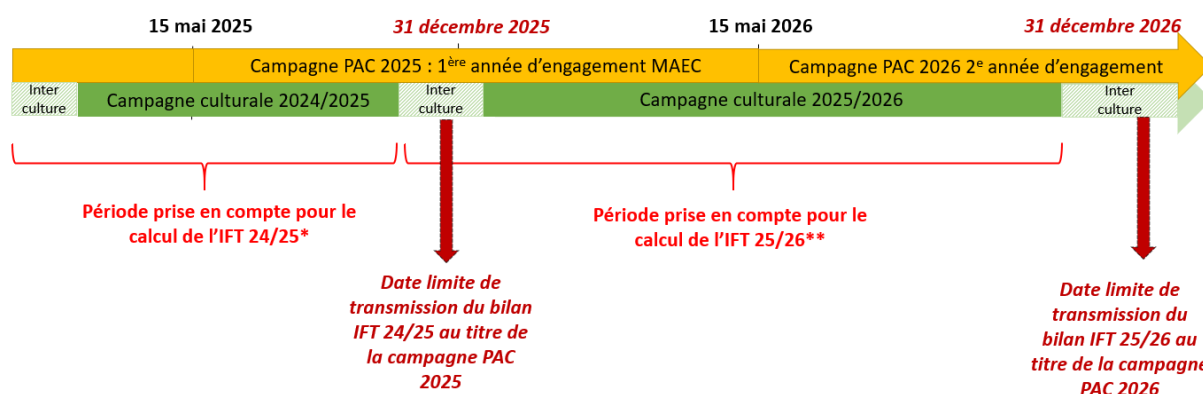 15 mai 2025
31 décembre 2025
15 mai 2026
31 décembre 2026
Campagne PAC 2025 : 1ère année d'engagement MAEC
Campagne PAC 2026 2e année d'engagement
Inter
culture
Campagne culturale 2024/2025
Inter
culture
Campagne culturale 2025/2026
Inter
culture
Période prise en compte pour le
calcul de l'IFT 24/25*
Période prise en compte pour le
calcul de l'IFT 25/26**
Date limite de
transmission du bilan
IFT 24/25 au titre de
la campagne PAC
2025
Date limite de
transmission du
bilan IFT 25/26 au
titre de la campagne
PAC 2026